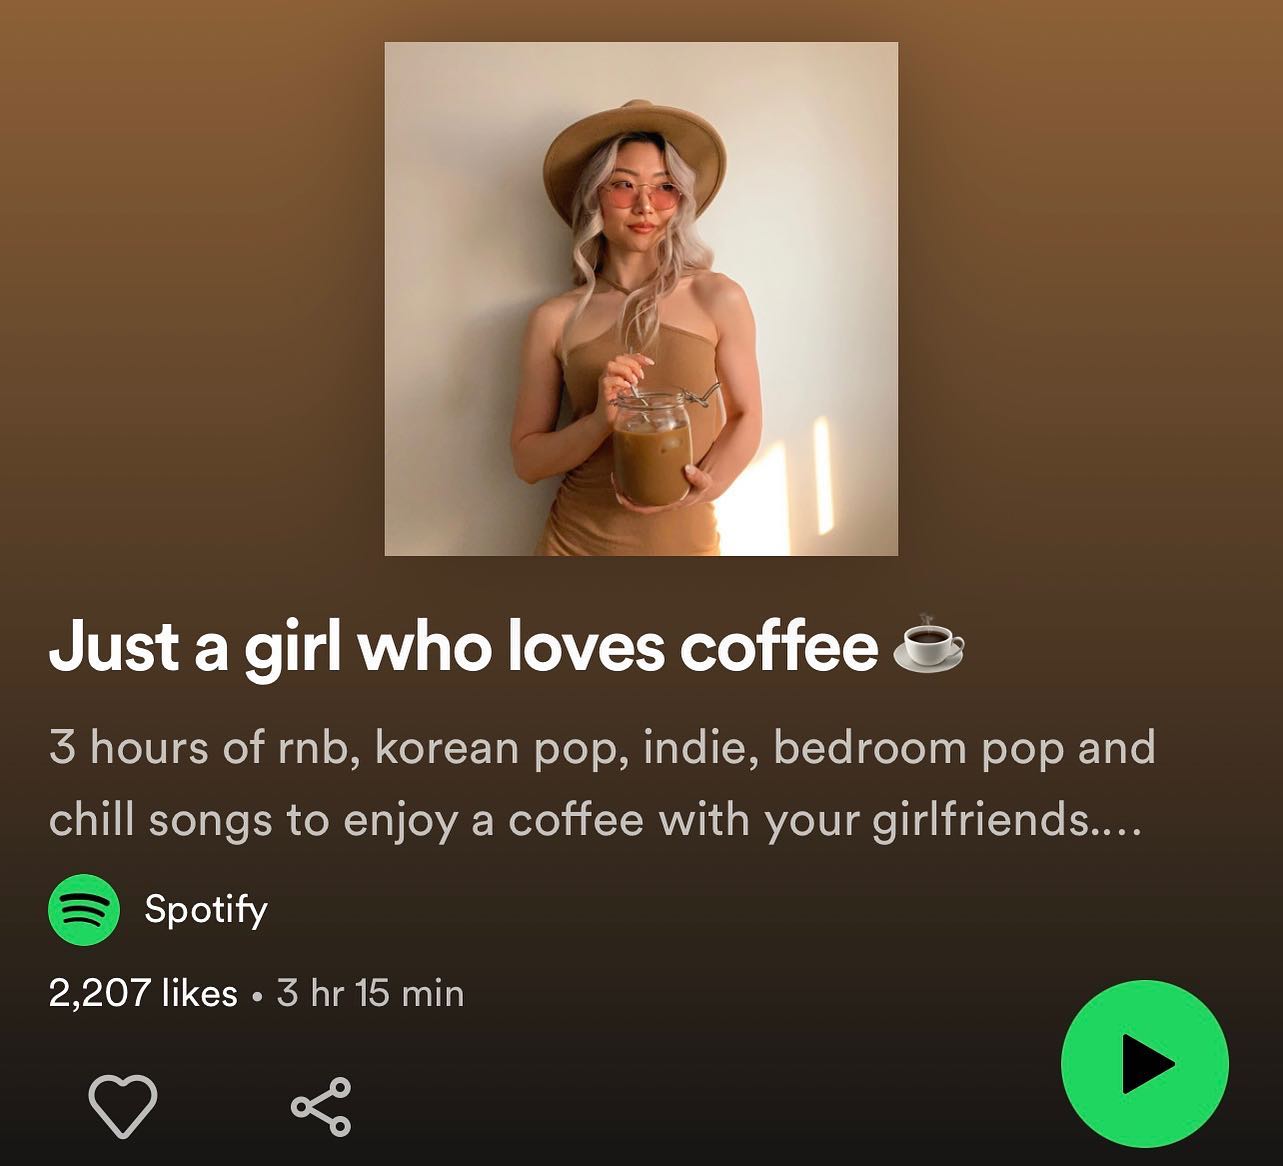 Just a girl who loves coffee ☕
3 hours of rnb, korean pop, indie, bedroom pop and
chill songs to enjoy a coffee with your girlfriends....
Spotify
2,207 likes • 3 hr 15 min